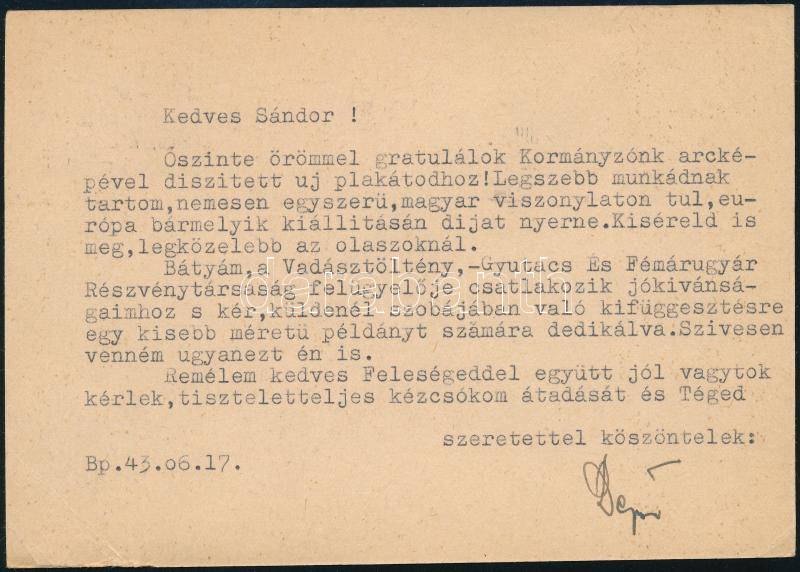 Kedves Sándor !
Őszinte örömmel gratulálok Kormányzónk arcké-
pével diszitett uj plakátodhoz!Legszebb munkádnak
tartom,nemesen egyszerü,magyar viszonylaton tul,eu-
rópa bármelyik kiállitásán dijat nyerne.Kiséreld is
meg,legközelebb az olaszoknál.
Bátyám,a Vadásztöltény,-Gyutacs És Fémárugyár
Részvénytársaság felügyelője csatlakozik jókivánsá-
gaimhoz s kér,küldenél szobájában való kifüggesztésre
egy kisebb méretü példányt számára dedikálva.Szivesen
venném ugyanezt én is.
Remélem kedves Feleségeddel együtt jól vagytok
kérlek,tiszteletteljes kézcsókom átadását és Téged
szeretettel köszöntelek:
Bp.43.06.17.
darabanth